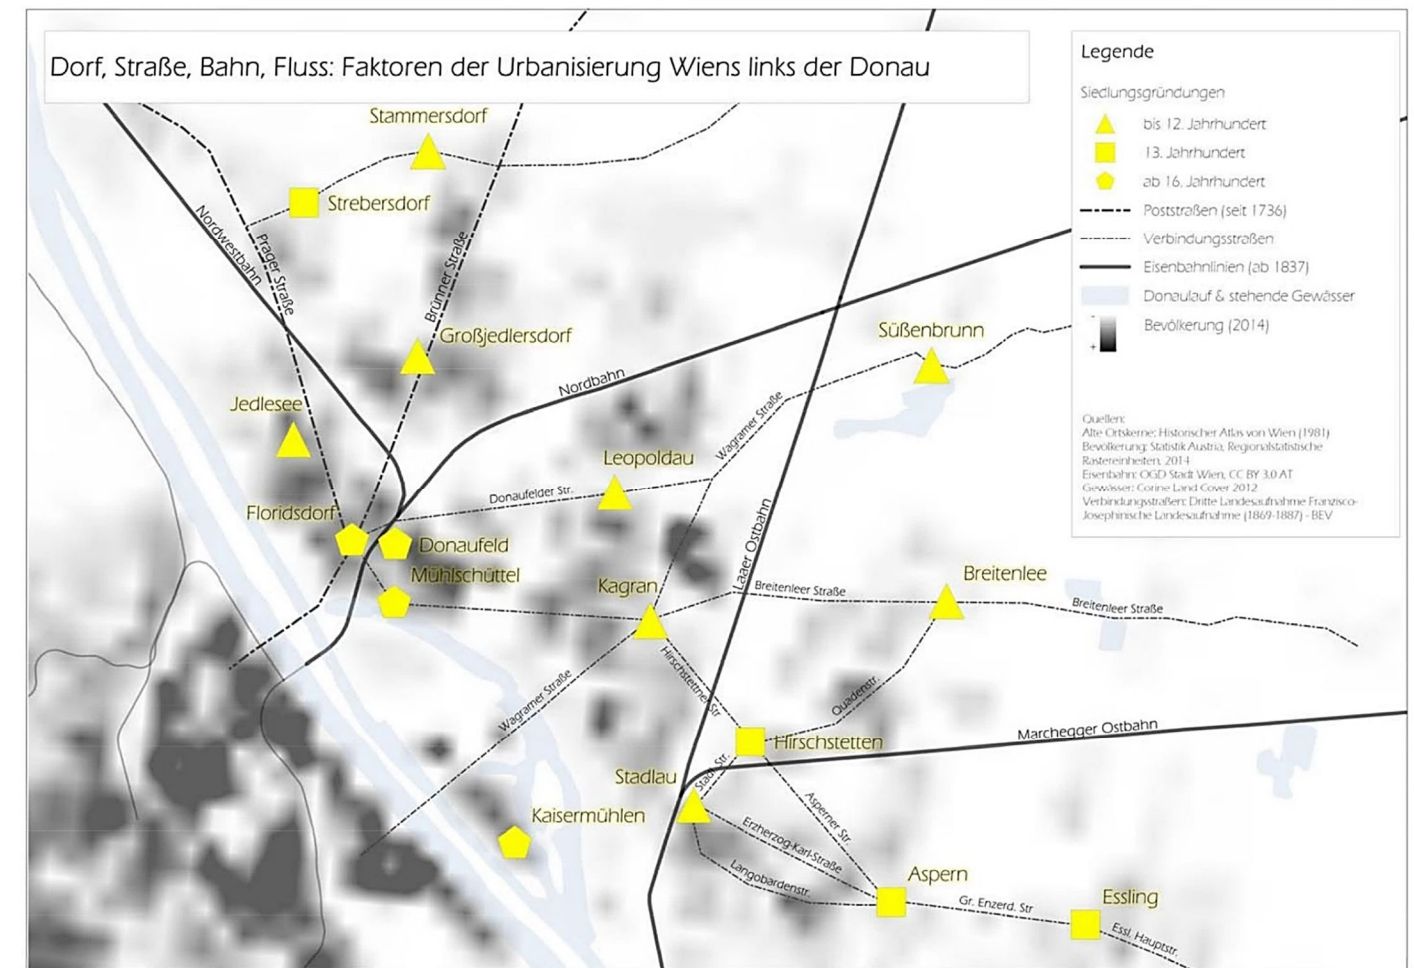 Dorf, Straße, Bahn, Fluss: Faktoren der Urbanisierung Wiens links der Donau
Legende
Siedlungsgründungen
bis 12. Jahrhundert
13. Jahrhundert
ab 16. Jahrhundert
Poststraßen (seit 1736)
Verbindungsstraßen
Eisenbahnlinien (ab 1837)
Donaulauf & stehende Gewässer
-
Bevölkerung (2014)
+
Quellen:
Alte Ortskerne: Historischer Atlas von Wien (1981)
Bevölkerung: Statistik Austria, Regionalstatistische
Rastereinheiten, 2014
Eisenbahn: OGD Stadt Wien, CC BY 3.0 AT
Gewässer: Corine Land Cover 2012
Verbindungsstraßen: Dritte Landesaufnahme Franzisco-
Josephinische Landesaufnahme (1869-1887) - BEV
Stammersdorf
Strebersdorf
Nordwestbahn
Prager Straße
Brünner Straße
Großjedlersdorf
Süßenbrunn
Nordbahn
Jedlesee
Wagramer Straße
Leopoldau
Donaufelder Str.
Floridsdorf
Donaufeld
Laaer Ostbahn
Mühlschüttel
Kagran
Breitenlee
Breitenleer Straße
Breitenleer Straße
Hirschstettner Str
Wagramer Straße
Quadenstr.
Hirschstetten
Marchegger Ostbahn
Stadlau
Stadl. Str.
Kaisermühlen
Asperner Str.
Erzherzog-Karl-Straße
Langobardenstr.
Aspern
Gr. Enzerd. Str
Essling
Essl. Hauptstr.